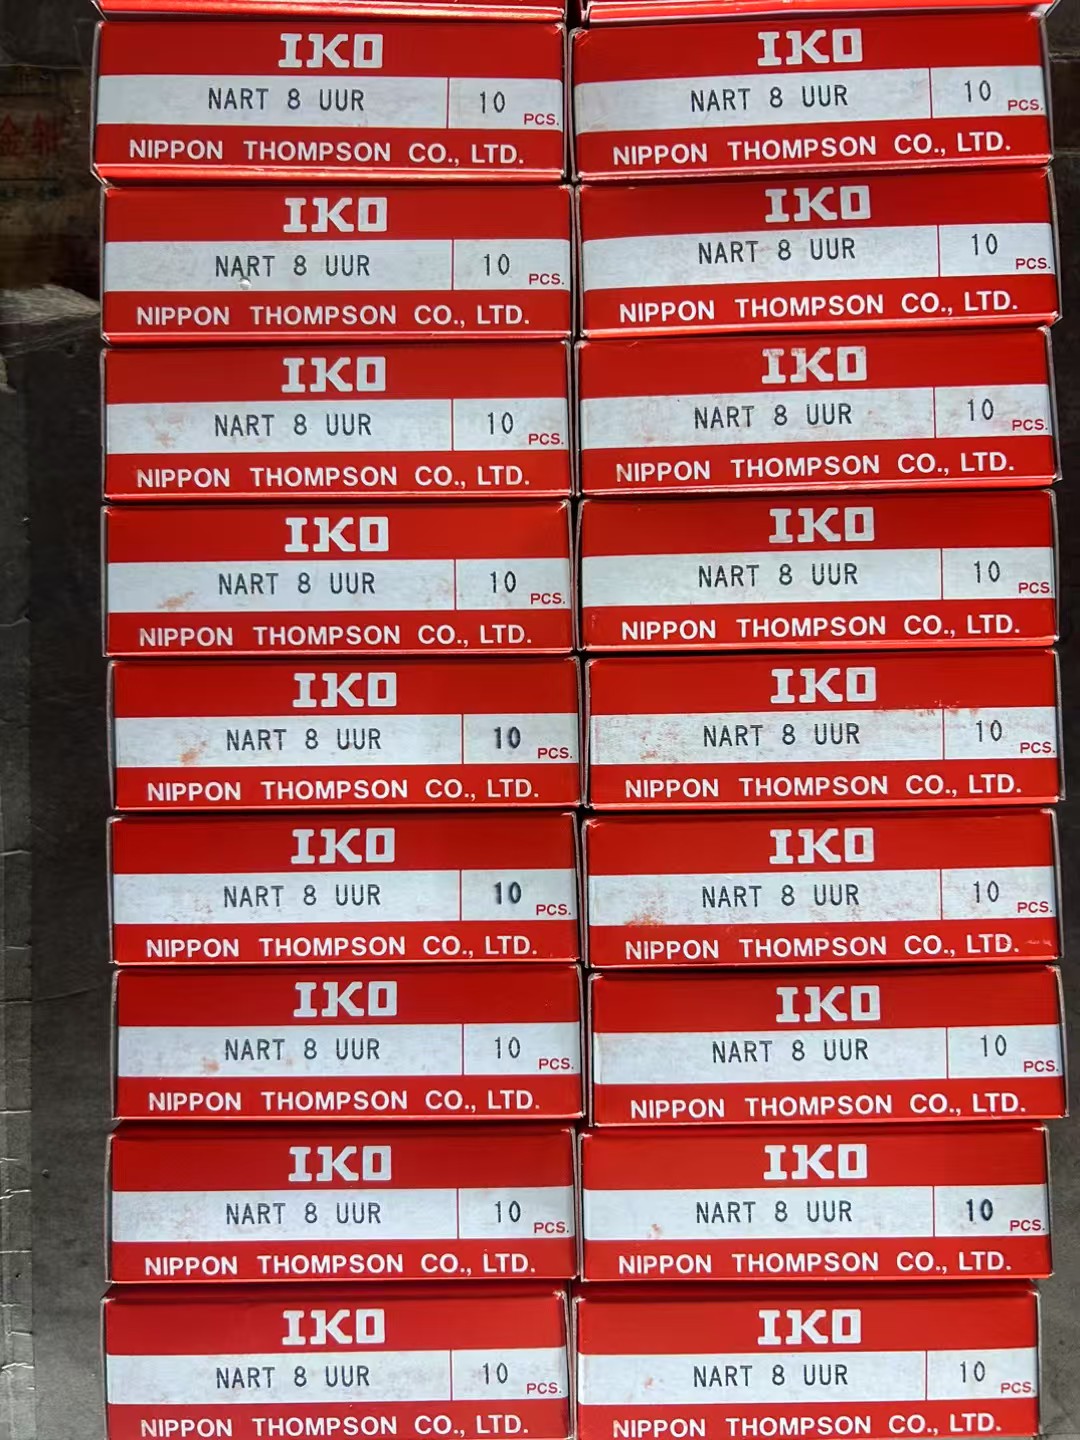 IKO
NART 8 UUR 10 PCS.
NIPPON THOMPSON CO., LTD.
IKO
NART 8 UUR 10 PCS.
NIPPON THOMPSON CO., LTD.
IKO
NART 8 UUR 10 PCS.
NIPPON THOMPSON CO., LTD.
IKO
NART 8 UUR 10 PCS.
NIPPON THOMPSON CO., LTD.
IKO
NART 8 UUR 10 PCS.
NIPPON THOMPSON CO., LTD.
IKO
NART 8 UUR 10 PCS.
NIPPON THOMPSON CO., LTD.
IKO
NART 8 UUR 10 PCS.
NIPPON THOMPSON CO., LTD.
IKO
NART 8 UUR 10 PCS.
NIPPON THOMPSON CO., LTD.
IKO
NART 8 UUR 10 PCS.
NIPPON THOMPSON CO., LTD.
IKO
NART 8 UUR 10 PCS.
NIPPON THOMPSON CO., LTD.
IKO
NART 8 UUR 10 PCS.
NIPPON THOMPSON CO., LTD.
IKO
NART 8 UUR 10 PCS.
NIPPON THOMPSON CO., LTD.
IKO
NART 8 UUR 10 PCS.
NIPPON THOMPSON CO., LTD.
IKO
NART 8 UUR 10 PCS.
NIPPON THOMPSON CO., LTD.
IKO
NART 8 UUR 10 PCS.
NIPPON THOMPSON CO., LTD.
IKO
NART 8 UUR 10 PCS.
NIPPON THOMPSON CO., LTD.
IKO
NART 8 UUR 10 PCS.
NIPPON THOMPSON CO., LTD.
IKO
NART 8 UUR 10 PCS.
NIPPON THOMPSON CO., LTD.